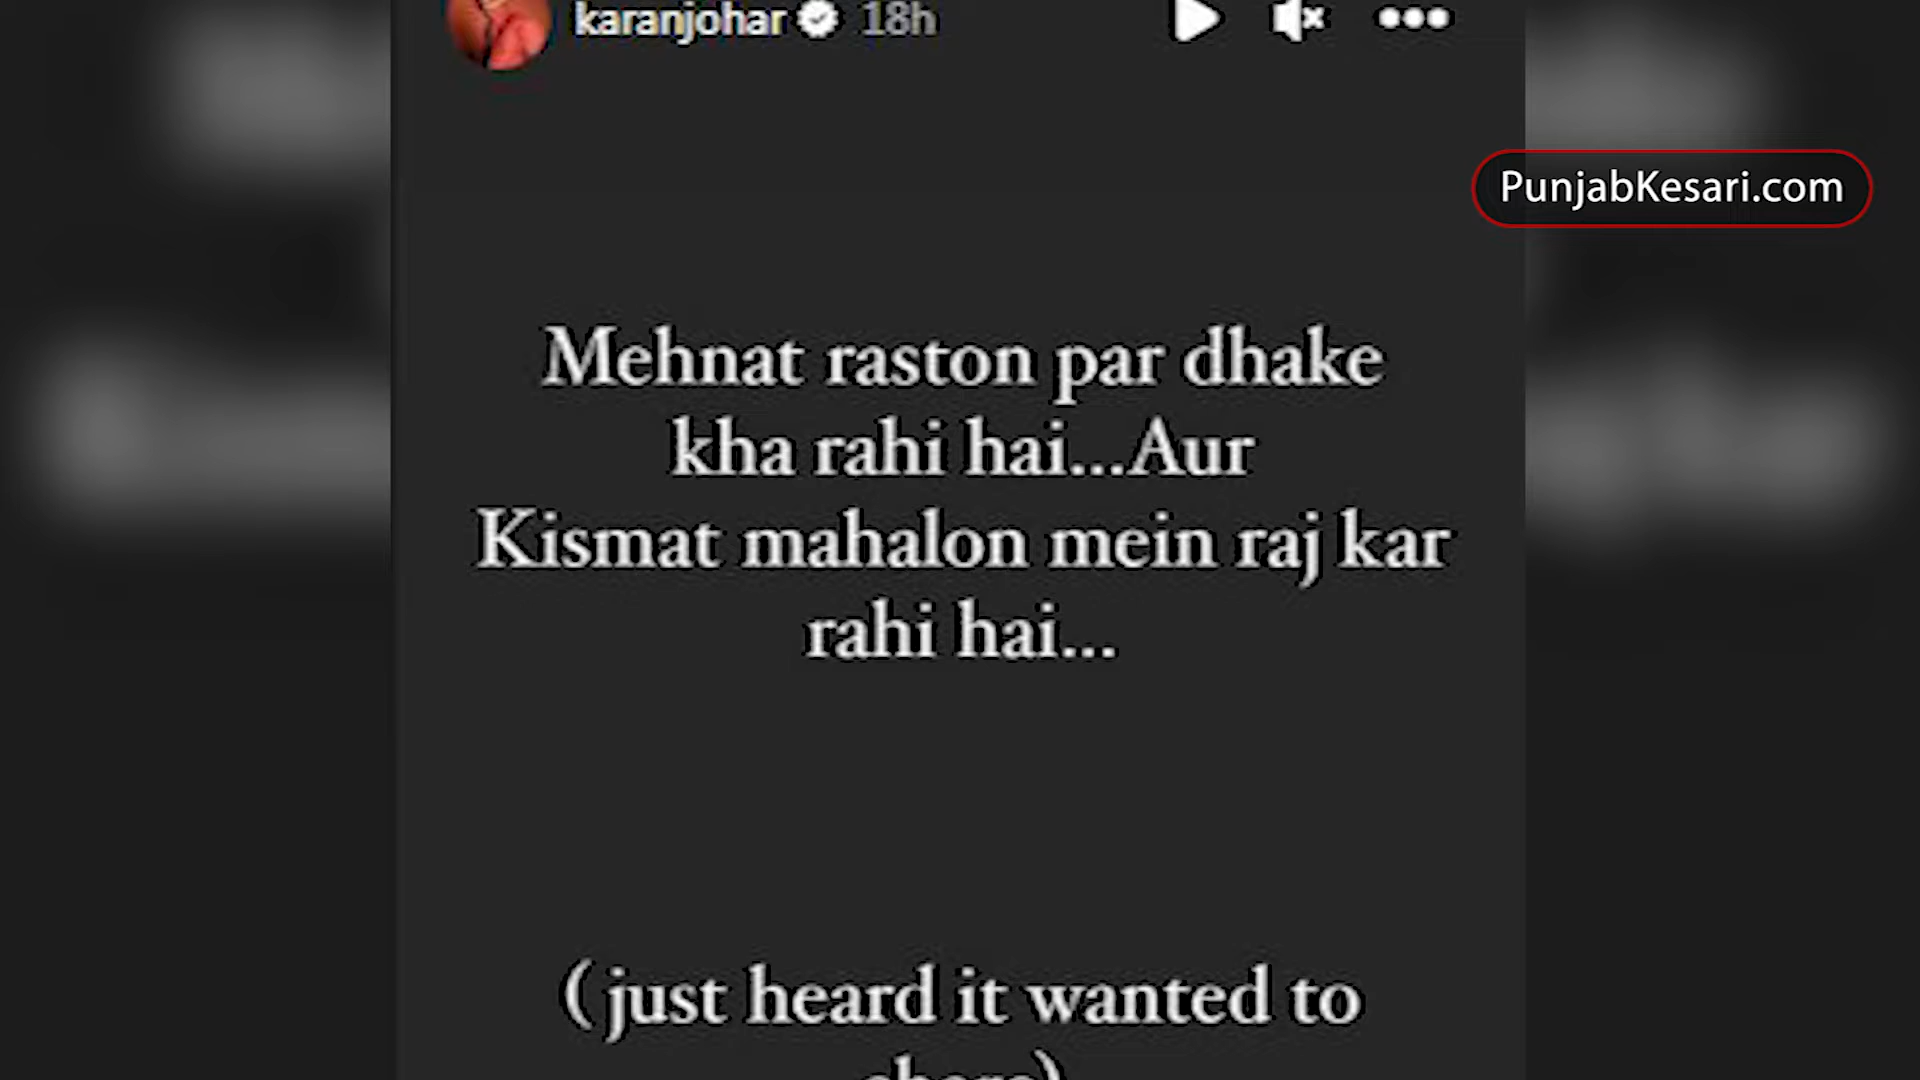 karanjohar 18h
PunjabKesari.com
Mehnat raston par dhake
kha rahi hai...Aur
Kismat mahalon mein raj kar
rahi hai...
(just heard it wanted to